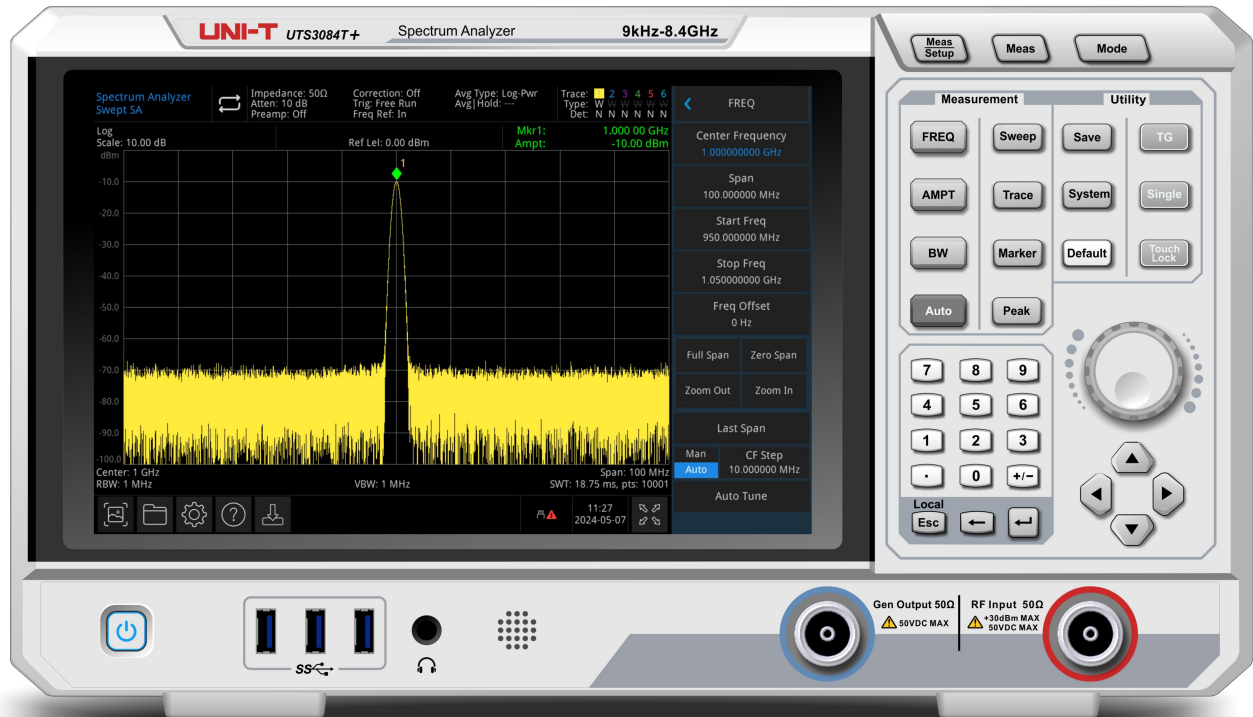 UNI-T UTS3084T+ Spectrum Analyzer 9kHz-8.4GHz
Meas Setup
Meas
Mode
Spectrum Analyzer
Swept SA
Impedance: 50Ω
Atten: 10 dB
Preamp: Off
Correction: Off
Trig: Free Run
Freq Ref: In
Avg Type: Log-Pwr
Avg|Hold: ---
Trace: 1 2 3 4 5 6
Type: W W W W W W
Det: N N N N N N
Log
Scale: 10.00 dB
Ref Lel: 0.00 dBm
Mkr1: 1.000 00 GHz
Ampt: -10.00 dBm
dBm
1
-10.0
-20.0
-30.0
-40.0
-50.0
-60.0
-70.0
-80.0
-90.0
-100.0
Center: 1 GHz
Span: 100 MHz
RBW: 1 MHz
VBW: 1 MHz
SWT: 18.75 ms, pts: 10001
11:27
2024-05-07
FREQ
Center Frequency
1.000000000 GHz
Span
100.000000 MHz
Start Freq
950.000000 MHz
Stop Freq
1.050000000 GHz
Freq Offset
0 Hz
Full Span
Zero Span
Zoom Out
Zoom In
Last Span
Man
Auto
CF Step
10.000000 MHz
Auto Tune
Measurement
Utility
FREQ
Sweep
Save
TG
AMPT
Trace
System
Single
BW
Marker
Default
Touch Lock
Auto
Peak
7 8 9
4 5 6
1 2 3
. 0 +/−
Local
Esc
SS
Gen Output 50Ω
50VDC MAX
RF Input 50Ω
+30dBm MAX
50VDC MAX